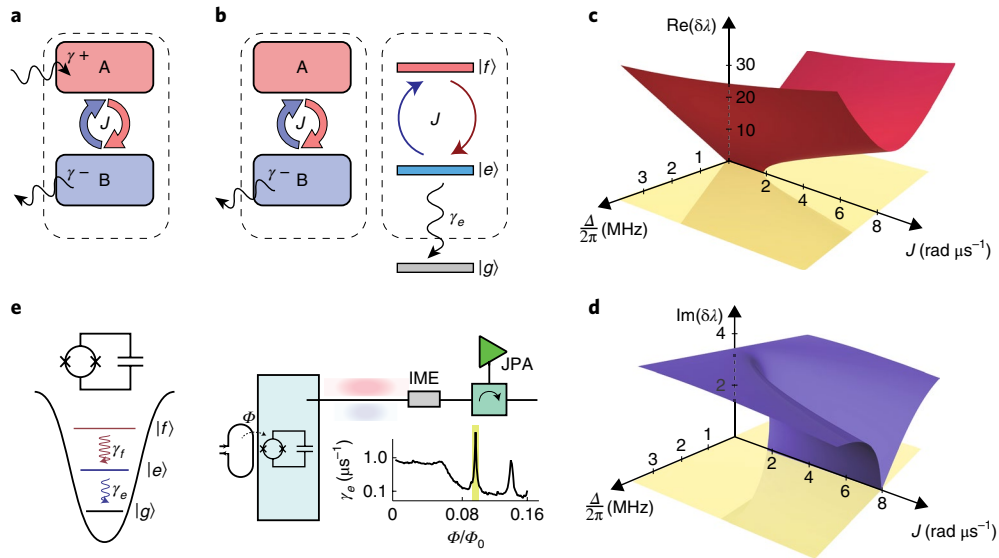 a
γ +
A
J
γ −
B
b
A
J
γ −
B
|f⟩
J
|e⟩
γe
|g⟩
c
Re(δλ)
30
20
10
1
2
3
2
4
6
8
Δ/2π (MHz)
J (rad μs⁻¹)
d
Im(δλ)
4
2
1
2
3
2
4
6
8
Δ/2π (MHz)
J (rad μs⁻¹)
e
|f⟩
γf
|e⟩
γe
|g⟩
Φ
IME
JPA
γe (μs⁻¹)
1.0
0.1
0
0.08
0.16
Φ/Φ0